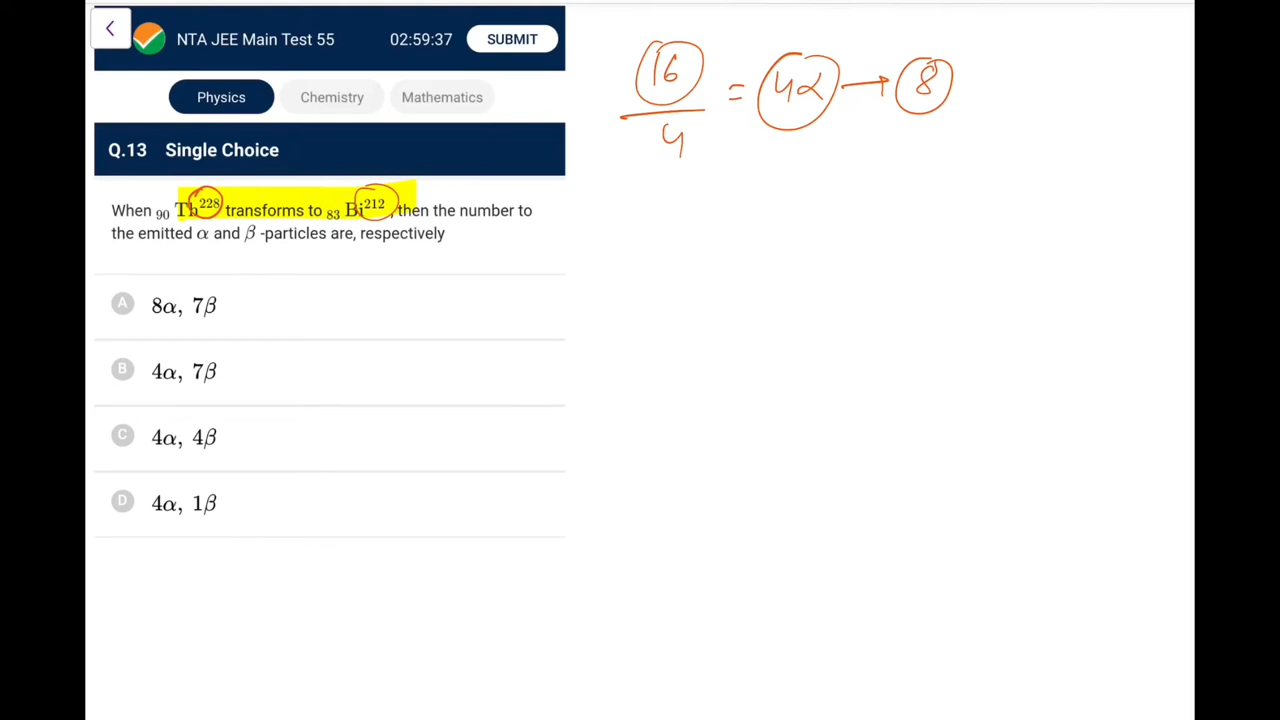 NTA JEE Main Test 55 02:59:37 SUBMIT
Physics Chemistry Mathematics
Q.13 Single Choice
When ₉₀ Th²²⁸ transforms to ₈₃ Bi²¹² , then the number to
the emitted α and β -particles are, respectively
A 8α, 7β
B 4α, 7β
C 4α, 4β
D 4α, 1β
16/4 = 4α → 8